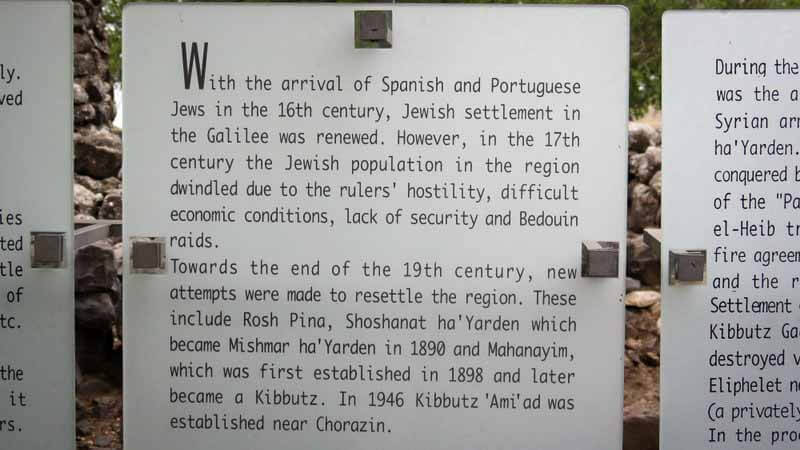 ly.
ved
ies
ted
tle
of
tc.
the
it
rs.
With the arrival of Spanish and Portuguese
Jews in the 16th century, Jewish settlement in
the Galilee was renewed. However, in the 17th
century the Jewish population in the region
dwindled due to the rulers' hostility, difficult
economic conditions, lack of security and Bedouin
raids.
Towards the end of the 19th century, new
attempts were made to resettle the region. These
include Rosh Pina, Shoshanat ha'Yarden which
became Mishmar ha'Yarden in 1890 and Mahanayim,
which was first established in 1898 and later
became a Kibbutz. In 1946 Kibbutz 'Ami'ad was
established near Chorazin.
During the
was the a
Syrian arm
ha'Yarden.
conquered b
of the "Pa
el-Heib tr
fire agreem
and the r
Settlement
Kibbutz Ga
destroyed v
Eliphelet ne
(a privately
In the proc